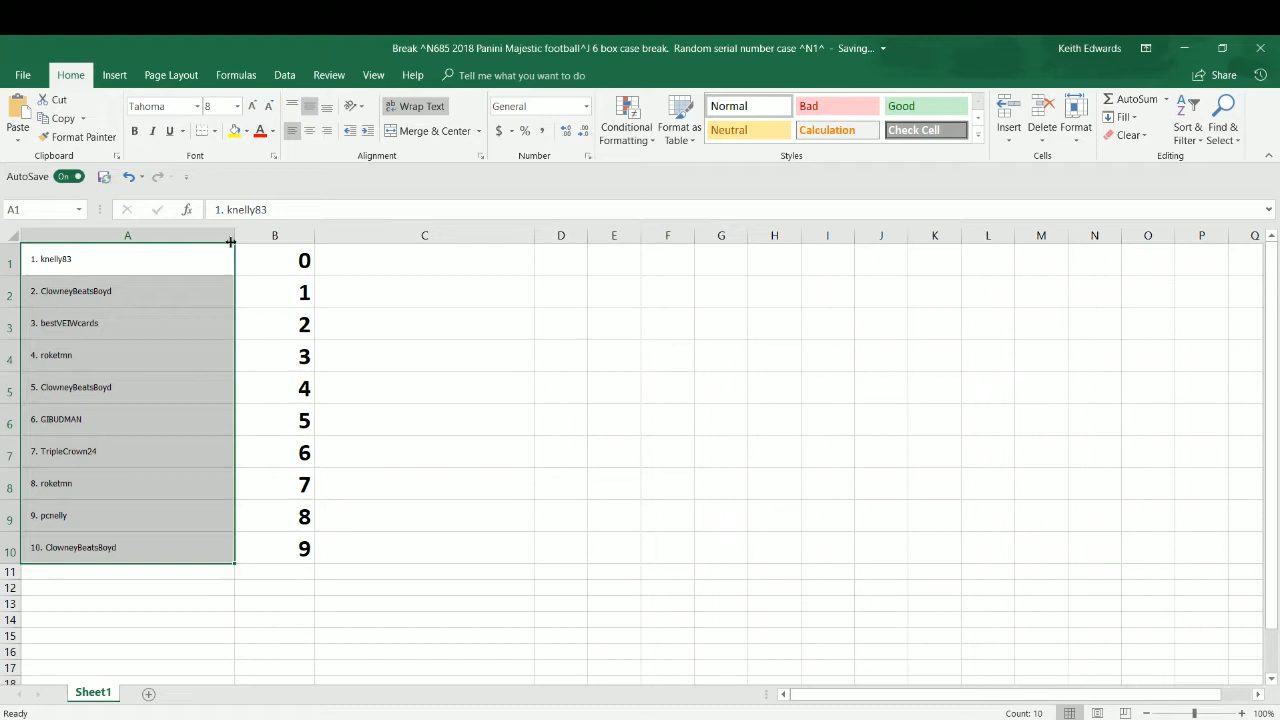 Break ^N685 2018 Panini Majestic football^J 6 box case break. Random serial number case ^N1^ - Saving...
Keith Edwards
File Home Insert Page Layout Formulas Data Review View Help Tell me what you want to do Share
Paste Cut Copy Format Painter Clipboard
Tahoma 8 A A B I U A Font
ab Wrap Text Merge & Center Alignment
General $ % , Number
Conditional Formatting Format as Table
Normal Bad Good
Neutral Calculation Check Cell
Styles
Insert Delete Format Cells
AutoSum Fill Clear Sort & Filter Find & Select Editing
AutoSave On
A1 fx 1. knelly83
A B C D E F G H I J K L M N O P Q
1 1. knelly83 0
2 2. ClowneyBeatsBoyd 1
3 3. bestVEIWcards 2
4 4. roketmn 3
5 5. ClowneyBeatsBoyd 4
6 6. GIBUDMAN 5
7 7. TripleCrown24 6
8 8. roketmn 7
9 9. pcnelly 8
10 10. ClowneyBeatsBoyd 9
11
12
13
14
15
16
17
18
Sheet1
Ready Count: 10 100%